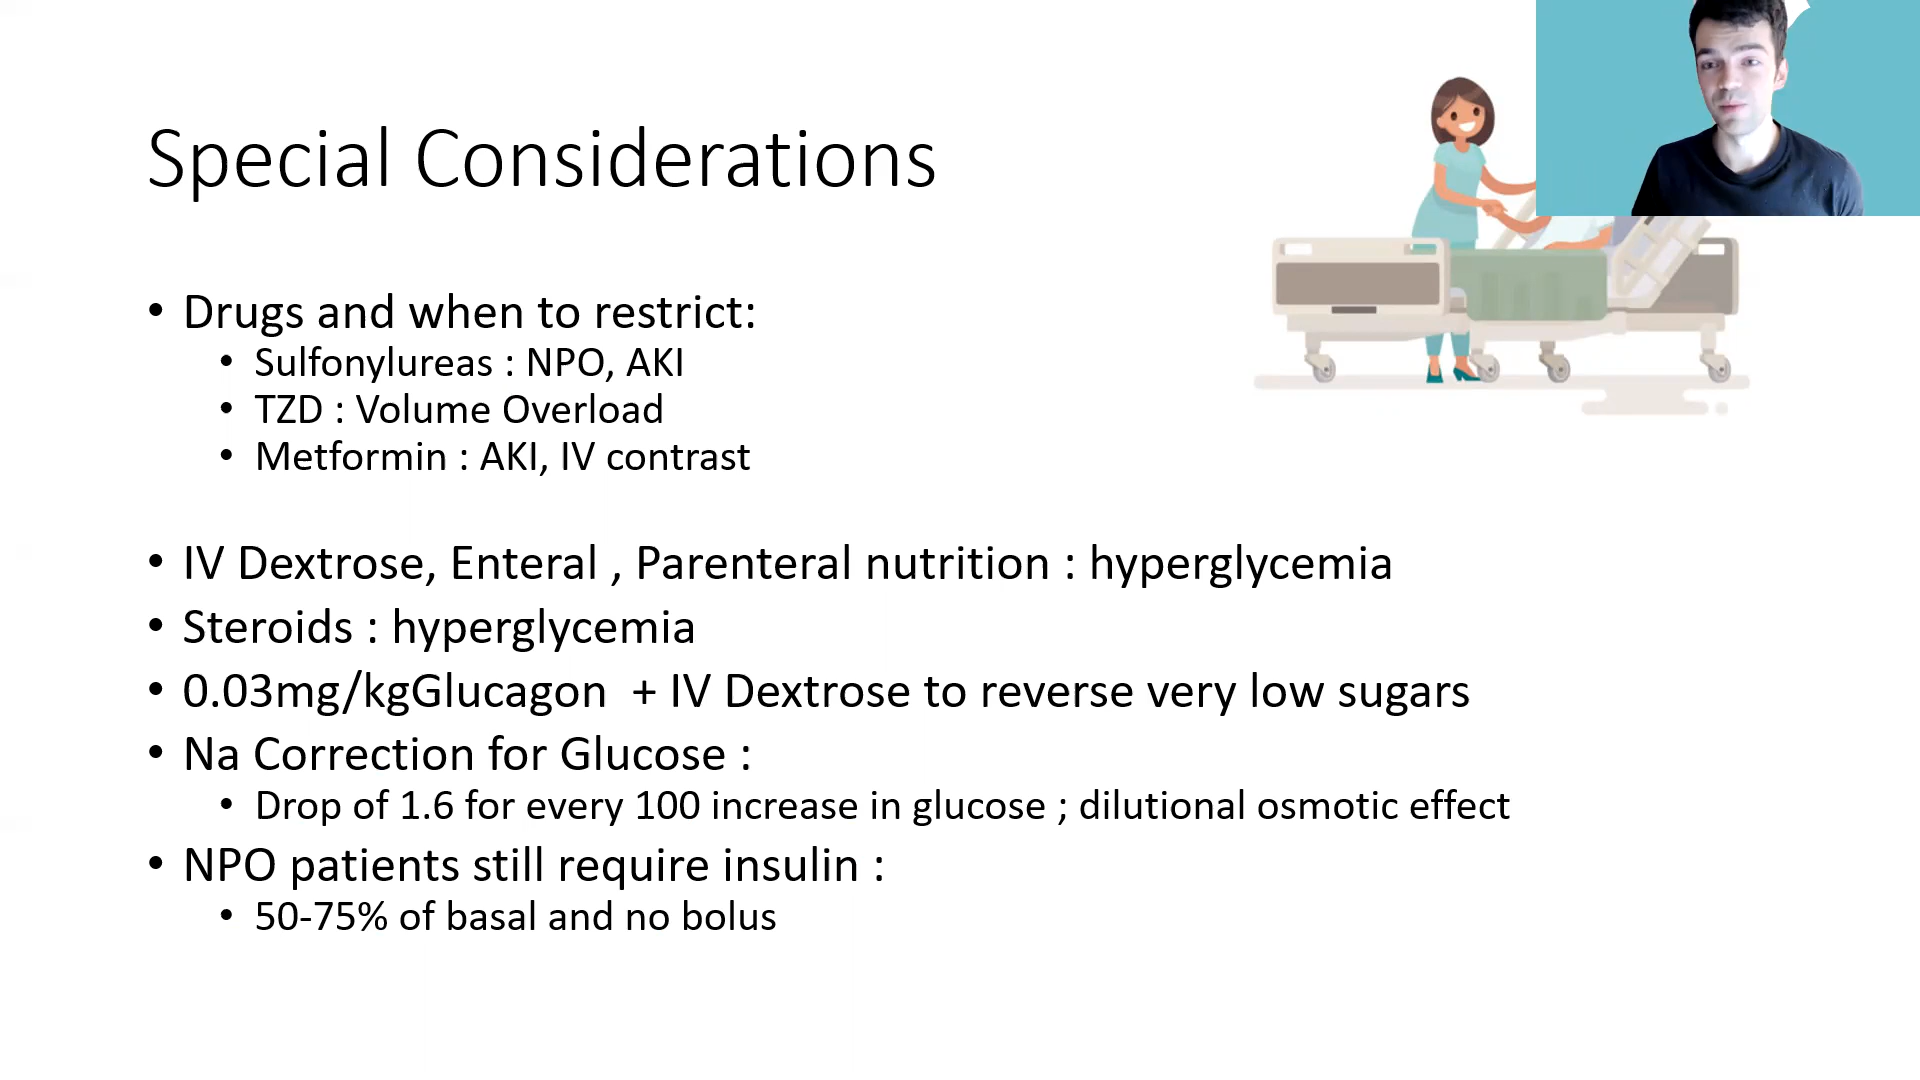 Special Considerations
• Drugs and when to restrict:
• Sulfonylureas : NPO, AKI
• TZD : Volume Overload
• Metformin : AKI, IV contrast
• IV Dextrose, Enteral , Parenteral nutrition : hyperglycemia
• Steroids : hyperglycemia
• 0.03mg/kgGlucagon  + IV Dextrose to reverse very low sugars
• Na Correction for Glucose :
• Drop of 1.6 for every 100 increase in glucose ; dilutional osmotic effect
• NPO patients still require insulin :
• 50-75% of basal and no bolus